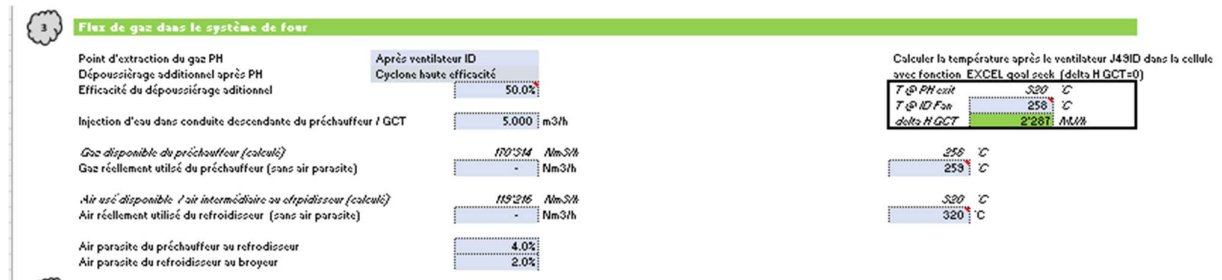 3 Flux de gaz dans le système de four
Point d'extraction du gaz PH Après ventilateur ID
Dépoussièrage additionnel après PH Cyclone haute efficacité
Efficacité du dépoussiérage aditionnel 50.0%
Injection d'eau dans conduite descendante du préchauffeur / GCT 5.000 m3/h
Gaz disponible du préchauffeur (calculé) 170'314 Nm3/h
Gaz réellement utilsé du préchauffeur (sans air parasite) - Nm3/h
Air usé disponible / air intermédiaire au efrpidisseur (calculé) 119'216 Nm3/h
Air réellement utilisé du refroidisseur (sans air parasite) - Nm3/h
Air parasite du préchauffeur au refrodisseur 4.0%
Air parasite du refroidisseur au broyeur 2.0%
Calculer la température après le ventilateur J49ID dans la cellule
avec fonction EXCEL goal seek (delta H GCT=0)
T @ PH exit 320 °C
T @ ID Fan 258 °C
delta H GCT 2'287 MJ/h
258 °C
259 °C
320 °C
320 °C